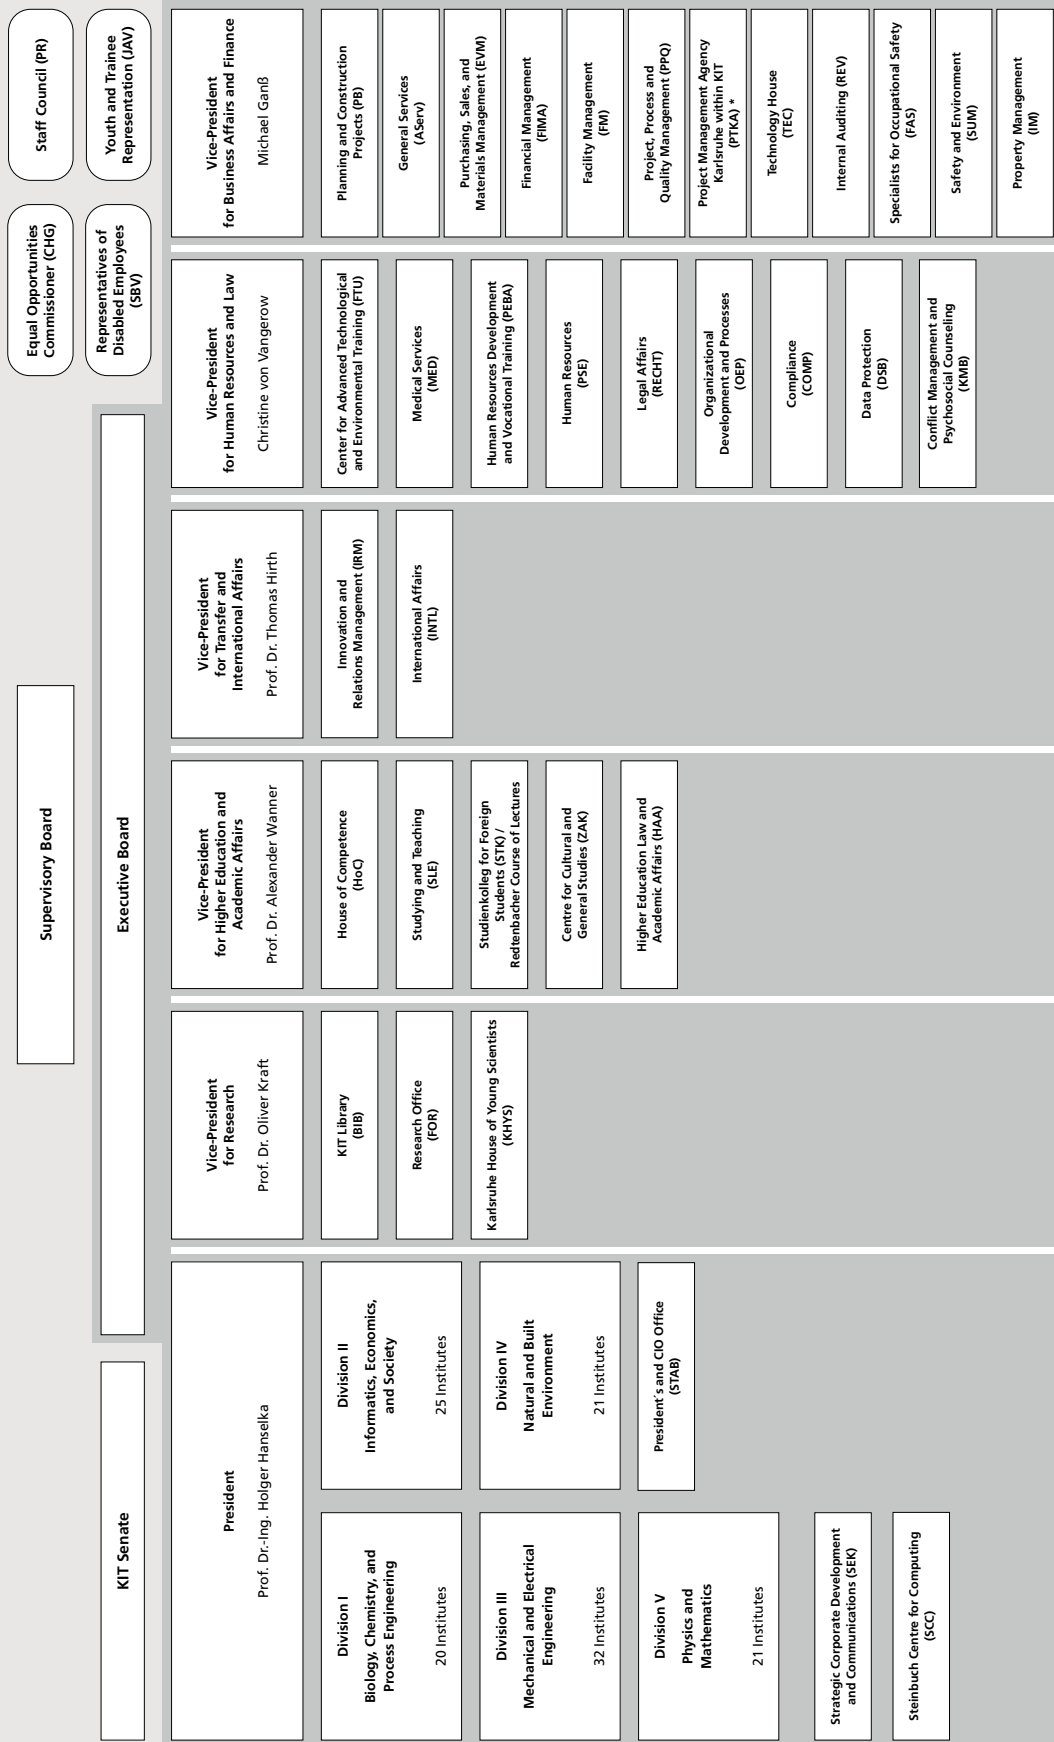 KIT Senate
Supervisory Board
Executive Board
Equal Opportunities
Commissioner (CHG)
Staff Council (PR)
Representatives of
Disabled Employees
(SBV)
Youth and Trainee
Representation (JAV)
President
Prof. Dr.-Ing. Holger Hanselka
Division I
Biology, Chemistry, and
Process Engineering
20 Institutes
Division II
Informatics, Economics,
and Society
25 Institutes
Division III
Mechanical and Electrical
Engineering
32 Institutes
Division IV
Natural and Built
Environment
21 Institutes
Division V
Physics and
Mathematics
21 Institutes
President´s and CIO Office
(STAB)
Strategic Corporate Development
and Communications (SEK)
Steinbuch Centre for Computing
(SCC)
Vice-President
for Research
Prof. Dr. Oliver Kraft
KIT Library
(BIB)
Research Office
(FOR)
Karlsruhe House of Young Scientists
(KHYS)
Vice-President
for Higher Education and
Academic Affairs
Prof. Dr. Alexander Wanner
House of Competence
(HoC)
Studying and Teaching
(SLE)
Studienkolleg for Foreign
Students (STK) /
Redtenbacher Course of Lectures
Centre for Cultural and
General Studies (ZAK)
Higher Education Law and
Academic Affairs (HAA)
Vice-President
for Transfer and
International Affairs
Prof. Dr. Thomas Hirth
Innovation and
Relations Management (IRM)
International Affairs
(INTL)
Vice-President
for Human Resources and Law
Christine von Vangerow
Center for Advanced Technological
and Environmental Training (FTU)
Medical Services
(MED)
Human Resources Development
and Vocational Training (PEBA)
Human Resources
(PSE)
Legal Affairs
(RECHT)
Organizational
Development and Processes
(OEP)
Compliance
(COMP)
Data Protection
(DSB)
Conflict Management and
Psychosocial Counseling
(KMB)
Vice-President
for Business Affairs and Finance
Michael Ganß
Planning and Construction
Projects (PB)
General Services
(AServ)
Purchasing, Sales, and
Materials Management (EVM)
Financial Management
(FIMA)
Facility Management
(FM)
Project, Process and
Quality Management (PPQ)
Project Management Agency
Karlsruhe within KIT
(PTKA) *
Technology House
(TEC)
Internal Auditing (REV)
Specialists for Occupational Safety
(FAS)
Safety and Environment
(SUM)
Property Management
(IM)